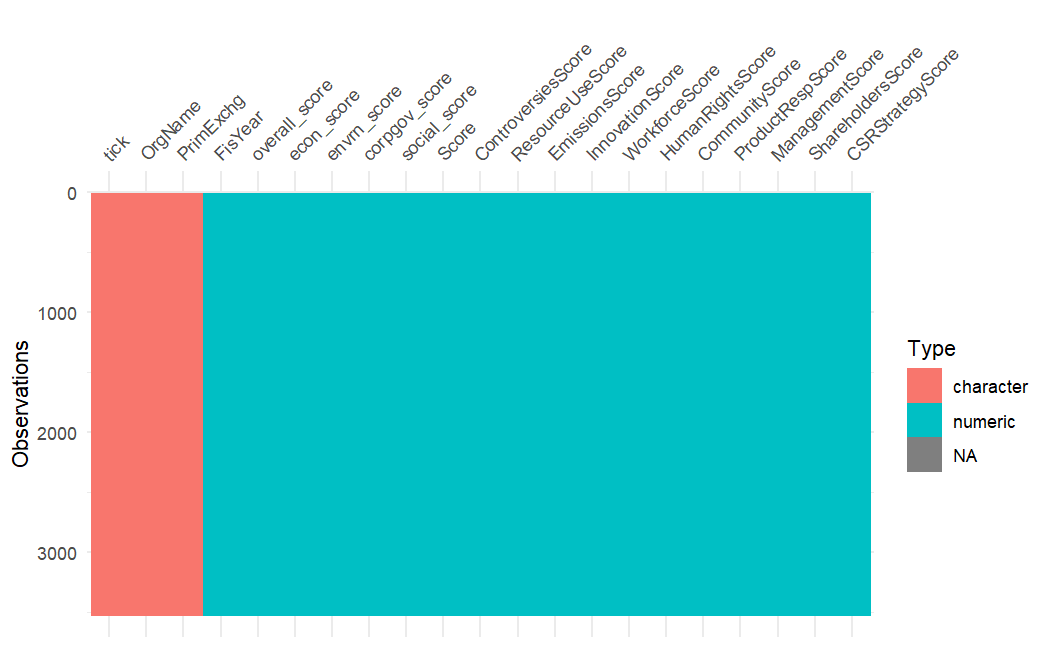 tick
OrgName
PrimExchg
FisYear
overall_score
econ_score
envrn_score
corpgov_score
social_score
Score
ControversiesScore
ResourceUseScore
EmissionsScore
InnovationScore
WorkforceScore
HumanRightsScore
CommunityScore
ProductRespScore
ManagementScore
ShareholdersScore
CSRStrategyScore
0
1000
2000
3000
Observations
Type
character
numeric
NA